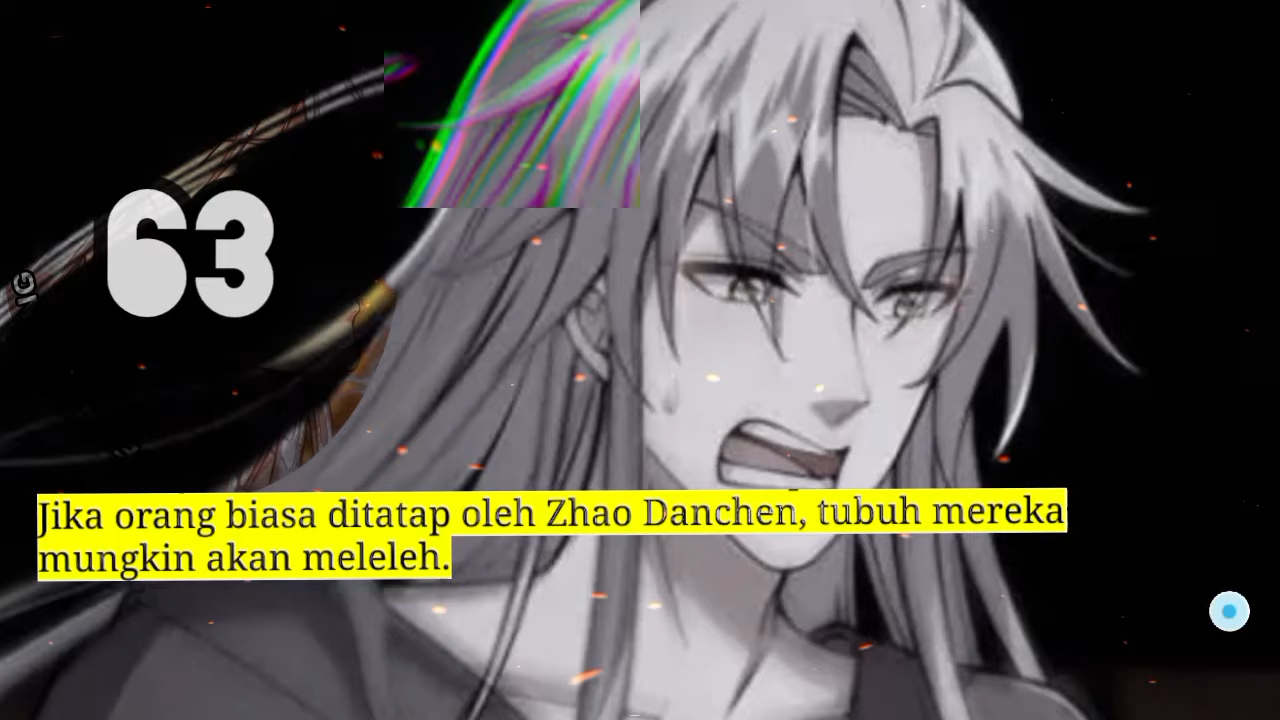 63
Jika orang biasa ditatap oleh Zhao Danchen, tubuh mereka
mungkin akan meleleh.